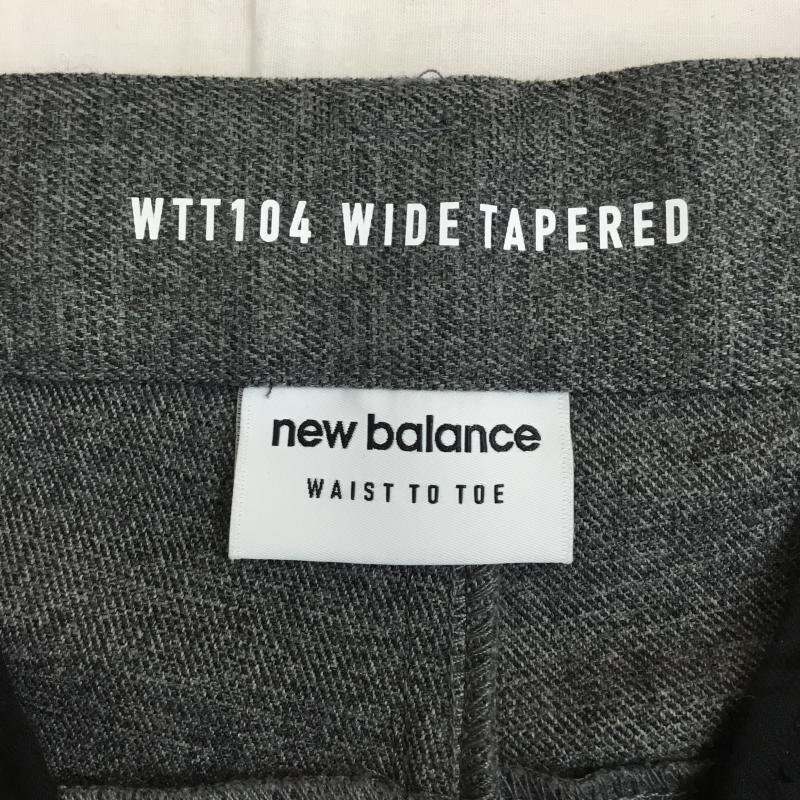 WTT104 WIDE TAPERED
new balance
WAIST TO TOE